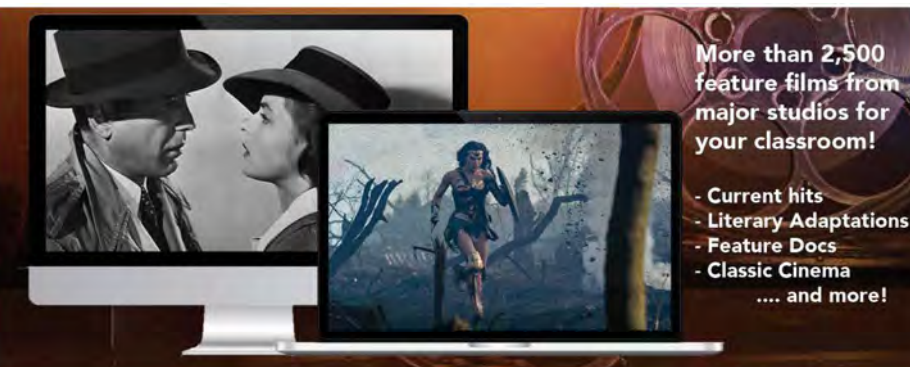 More than 2,500
feature films from
major studios for
your classroom!
- Current hits
- Literary Adaptations
- Feature Docs
- Classic Cinema
.... and more!